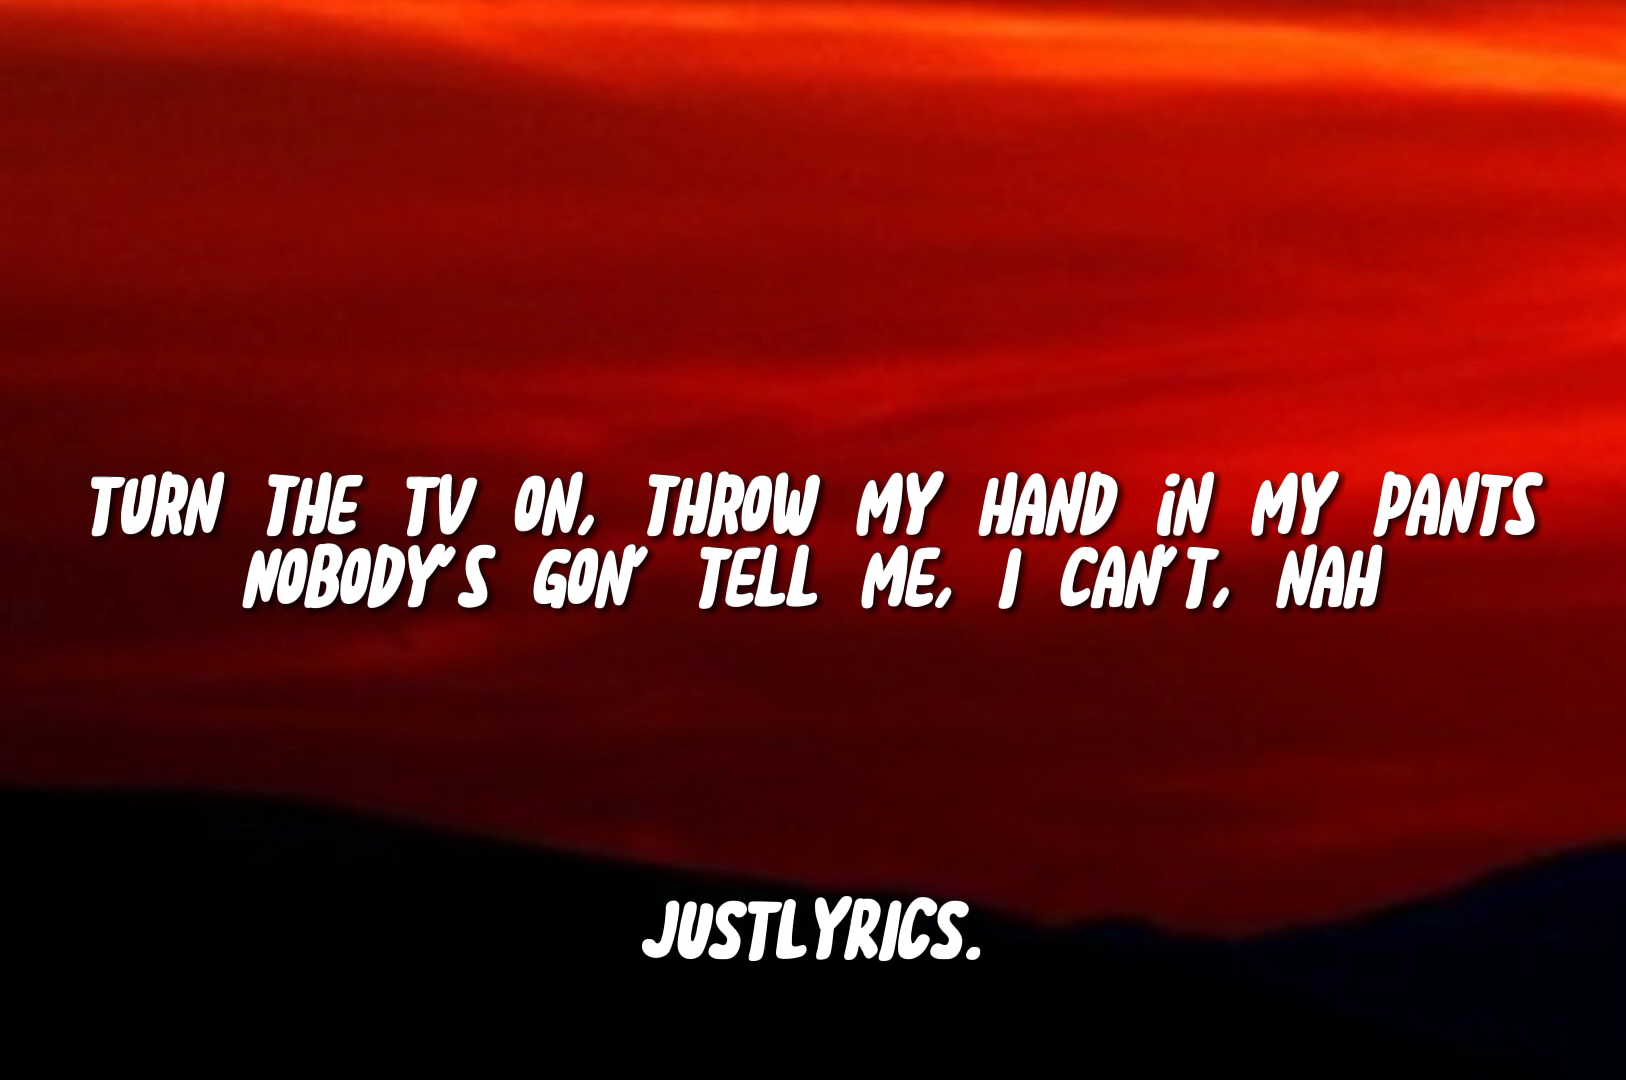 TURN THE TV ON, THROW MY HAND iN MY PANTS
NOBODY'S GON' TELL ME, I CAN'T, NAH
JUSTLYRICS.